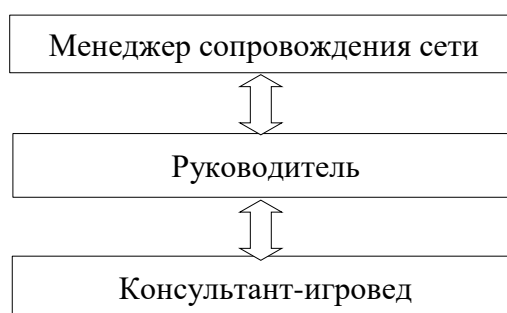 Менеджер сопровождения сети
Руководитель
Консультант-игровед